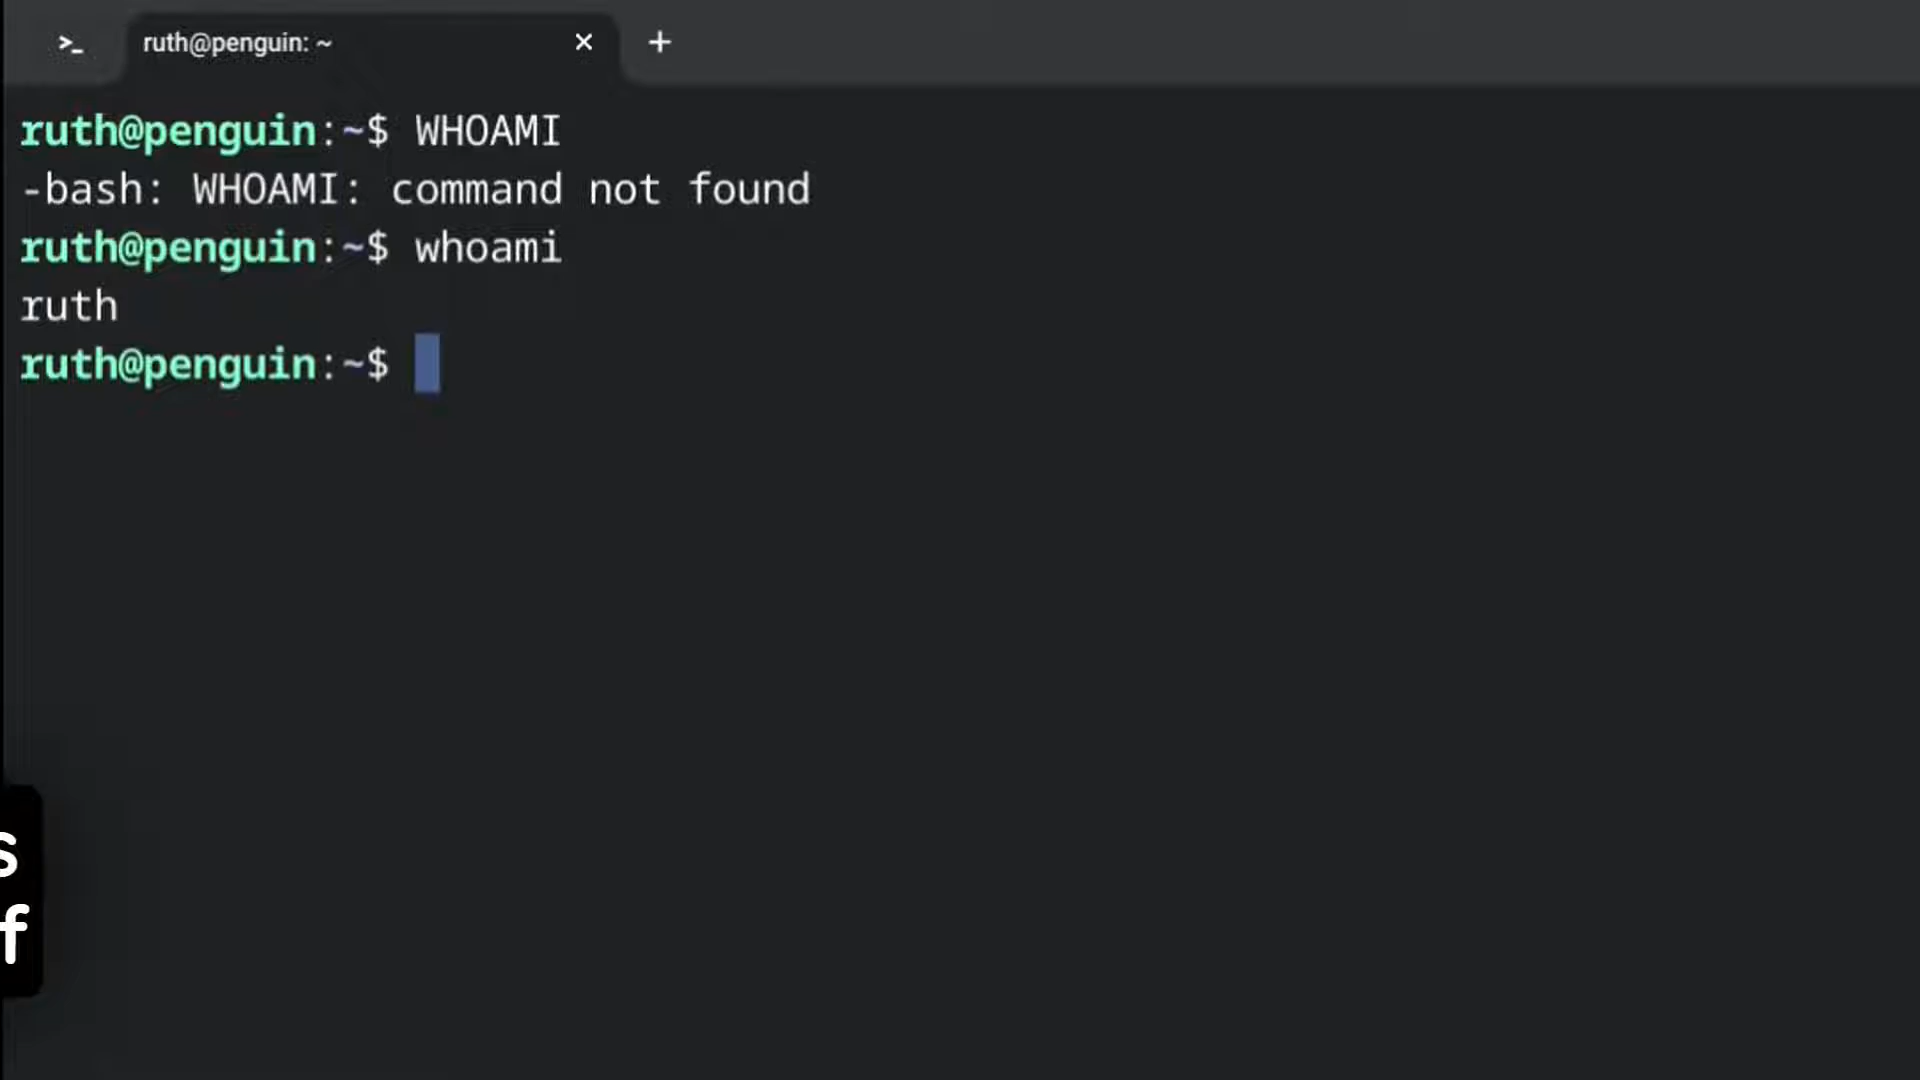 >_ ruth@penguin: ~ × +
ruth@penguin:~$ WHOAMI
-bash: WHOAMI: command not found
ruth@penguin:~$ whoami
ruth
ruth@penguin:~$
s
f